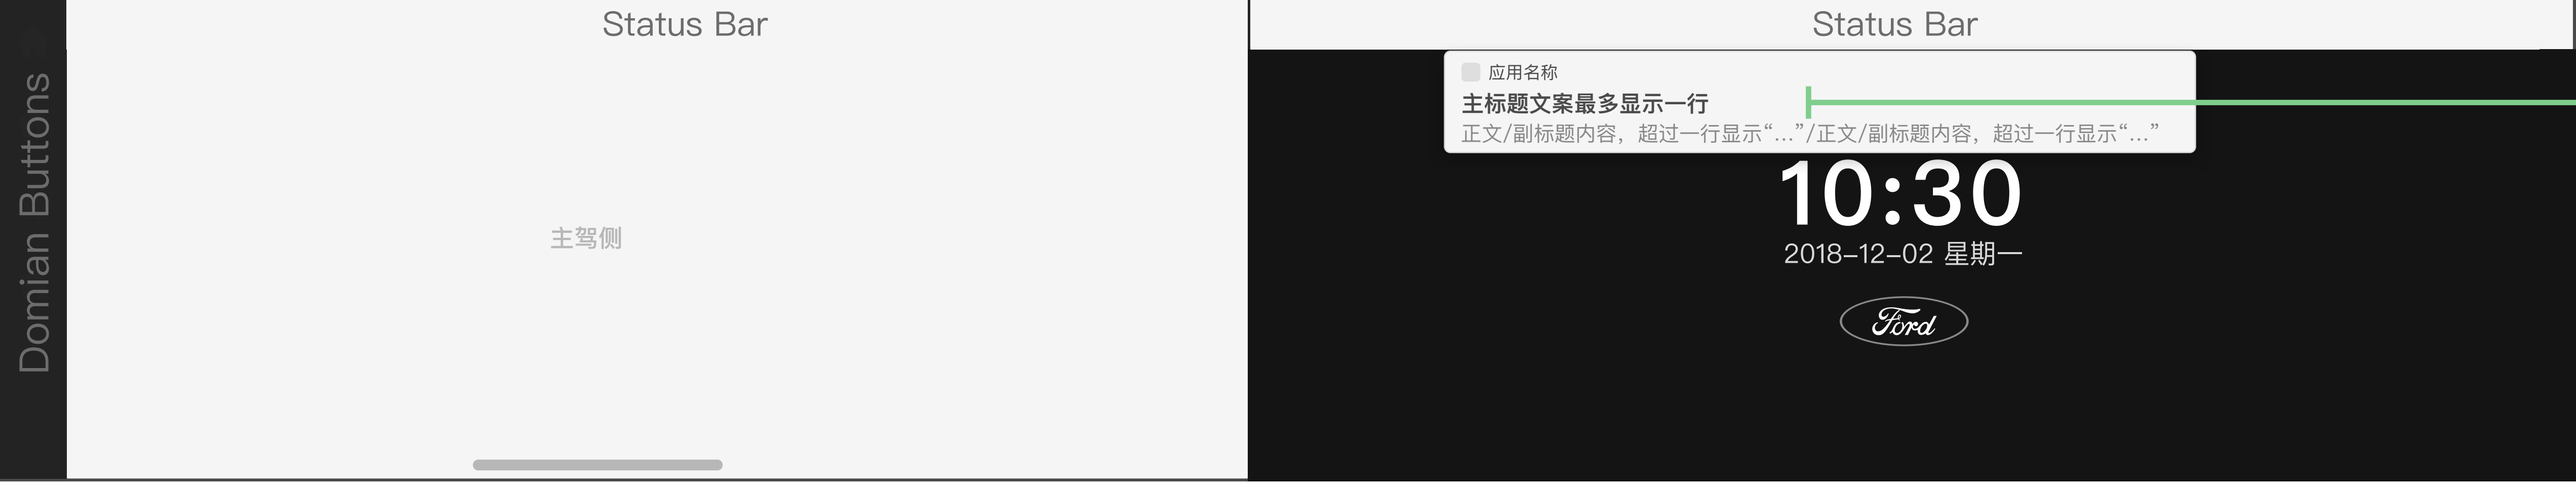 Domian Buttons
Status Bar
主驾侧
Status Bar
应用名称
主标题文案最多显示一行
正文/副标题内容，超过一行显示“...”/正文/副标题内容，超过一行显示“...”
10:30
2018-12-02 星期一
Ford